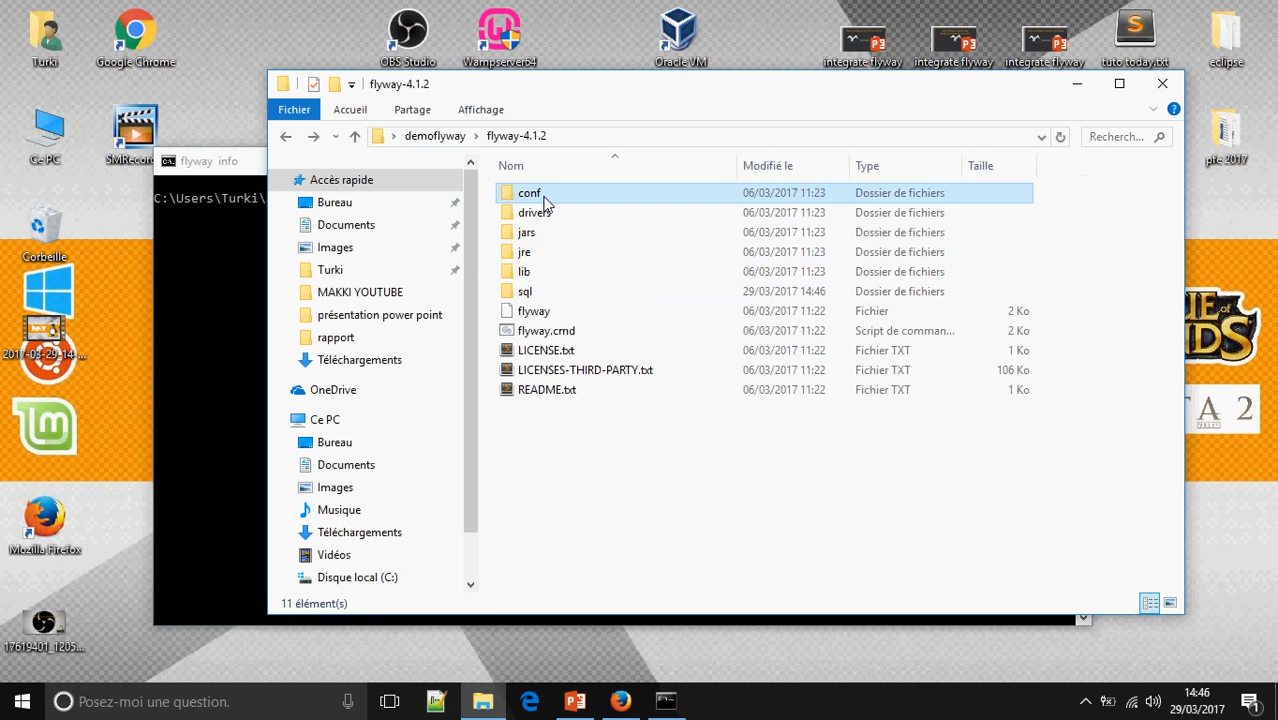 Turki
Google Chrome
OBS Studio
Wampserver64
Oracle VM
integrate flyway
integrate flyway
integrate flyway
tuto today.txt
eclipse
Ce PC
SMRecor
pfe 2017
Corbeille
2017-03-29_14-...
Mozilla Firefox
17619401_1205...
flyway info
C:\Users\Turki\
flyway-4.1.2
Fichier
Accueil
Partage
Affichage
demoflyway > flyway-4.1.2
Recherch...
Nom
Modifié le
Type
Taille
Accès rapide
Bureau
Documents
Images
Turki
MAKKI YOUTUBE
présentation power point
rapport
Téléchargements
OneDrive
Ce PC
Bureau
Documents
Images
Musique
Téléchargements
Vidéos
Disque local (C:)
conf 06/03/2017 11:23 Dossier de fichiers
drivers 06/03/2017 11:23 Dossier de fichiers
jars 06/03/2017 11:23 Dossier de fichiers
jre 06/03/2017 11:23 Dossier de fichiers
lib 06/03/2017 11:23 Dossier de fichiers
sql 29/03/2017 14:46 Dossier de fichiers
flyway 06/03/2017 11:22 Fichier 2 Ko
flyway.cmd 06/03/2017 11:22 Script de comman... 2 Ko
LICENSE.txt 06/03/2017 11:22 Fichier TXT 1 Ko
LICENSES-THIRD-PARTY.txt 06/03/2017 11:22 Fichier TXT 106 Ko
README.txt 06/03/2017 11:22 Fichier TXT 1 Ko
11 élément(s)
Posez-moi une question.
14:46
29/03/2017